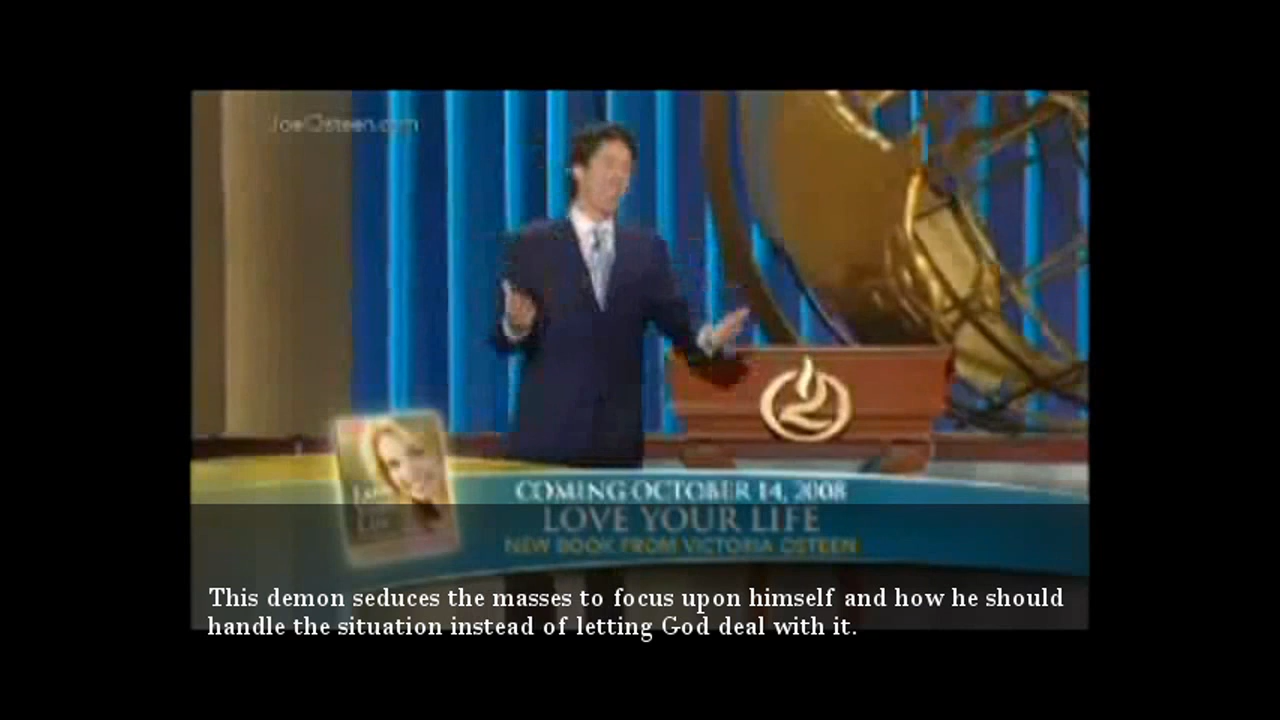 JoelOsteen.com
COMING OCTOBER 14, 2008
LOVE YOUR LIFE
NEW BOOK FROM VICTORIA OSTEEN
This demon seduces the masses to focus upon himself and how he should
handle the situation instead of letting God deal with it.